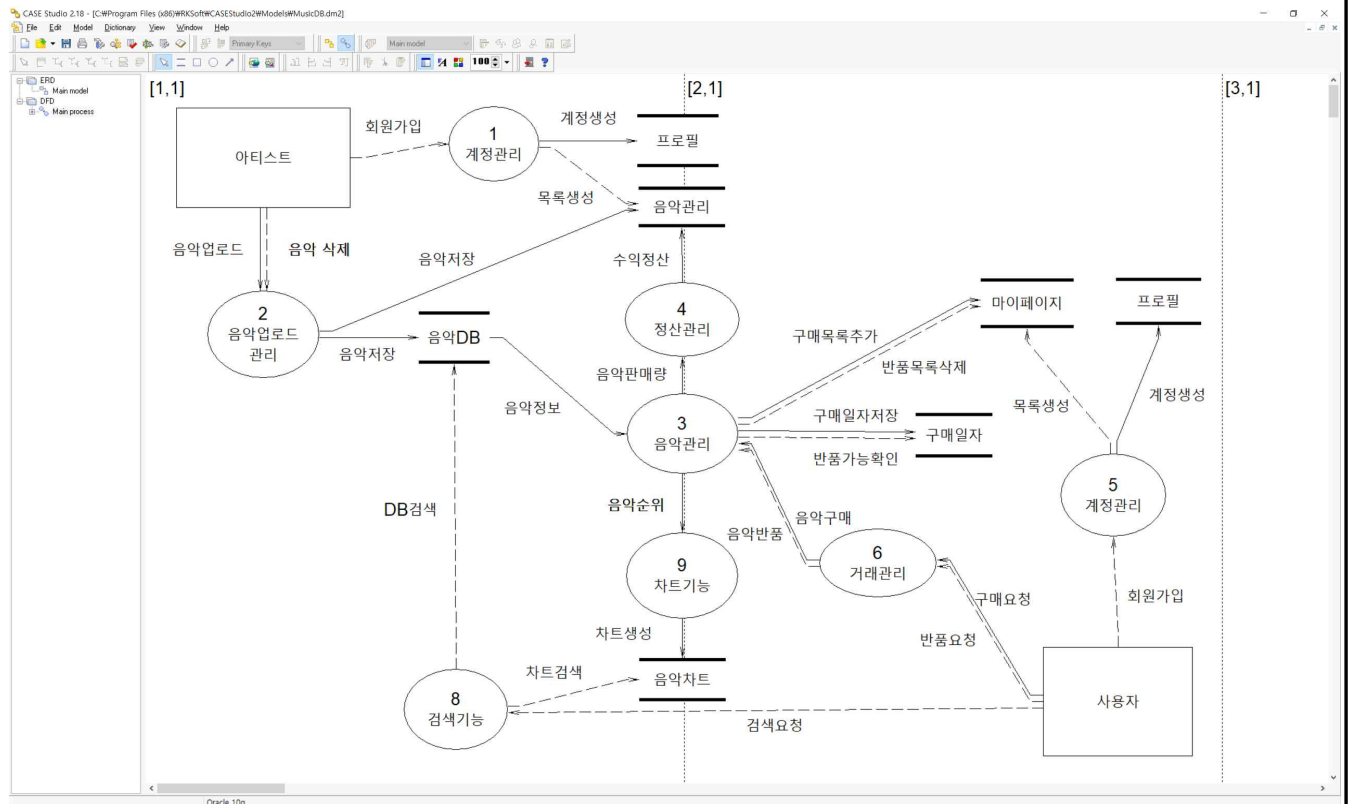 CASE Studio 2.18 - [C:₩Program Files (x86)₩RKSoft₩CASEStudio2₩Models₩MusicDB.dm2]
File Edit Model Dictionary View Window Help
Primary Keys
Main model
100
ERD
Main model
DFD
Main process
[1,1]
[2,1]
[3,1]
아티스트
회원가입
1
계정관리
계정생성
프로필
목록생성
음악관리
음악업로드
음악 삭제
음악저장
수익정산
2
음악업로드
관리
음악저장
음악DB
4
정산관리
마이페이지
프로필
구매목록추가
반품목록삭제
음악판매량
음악정보
3
음악관리
구매일자저장
구매일자
반품가능확인
목록생성
계정생성
5
계정관리
DB검색
음악순위
음악구매
음악반품
6
거래관리
9
차트기능
구매요청
반품요청
회원가입
차트생성
차트검색
음악차트
8
검색기능
검색요청
사용자
Oracle 10g